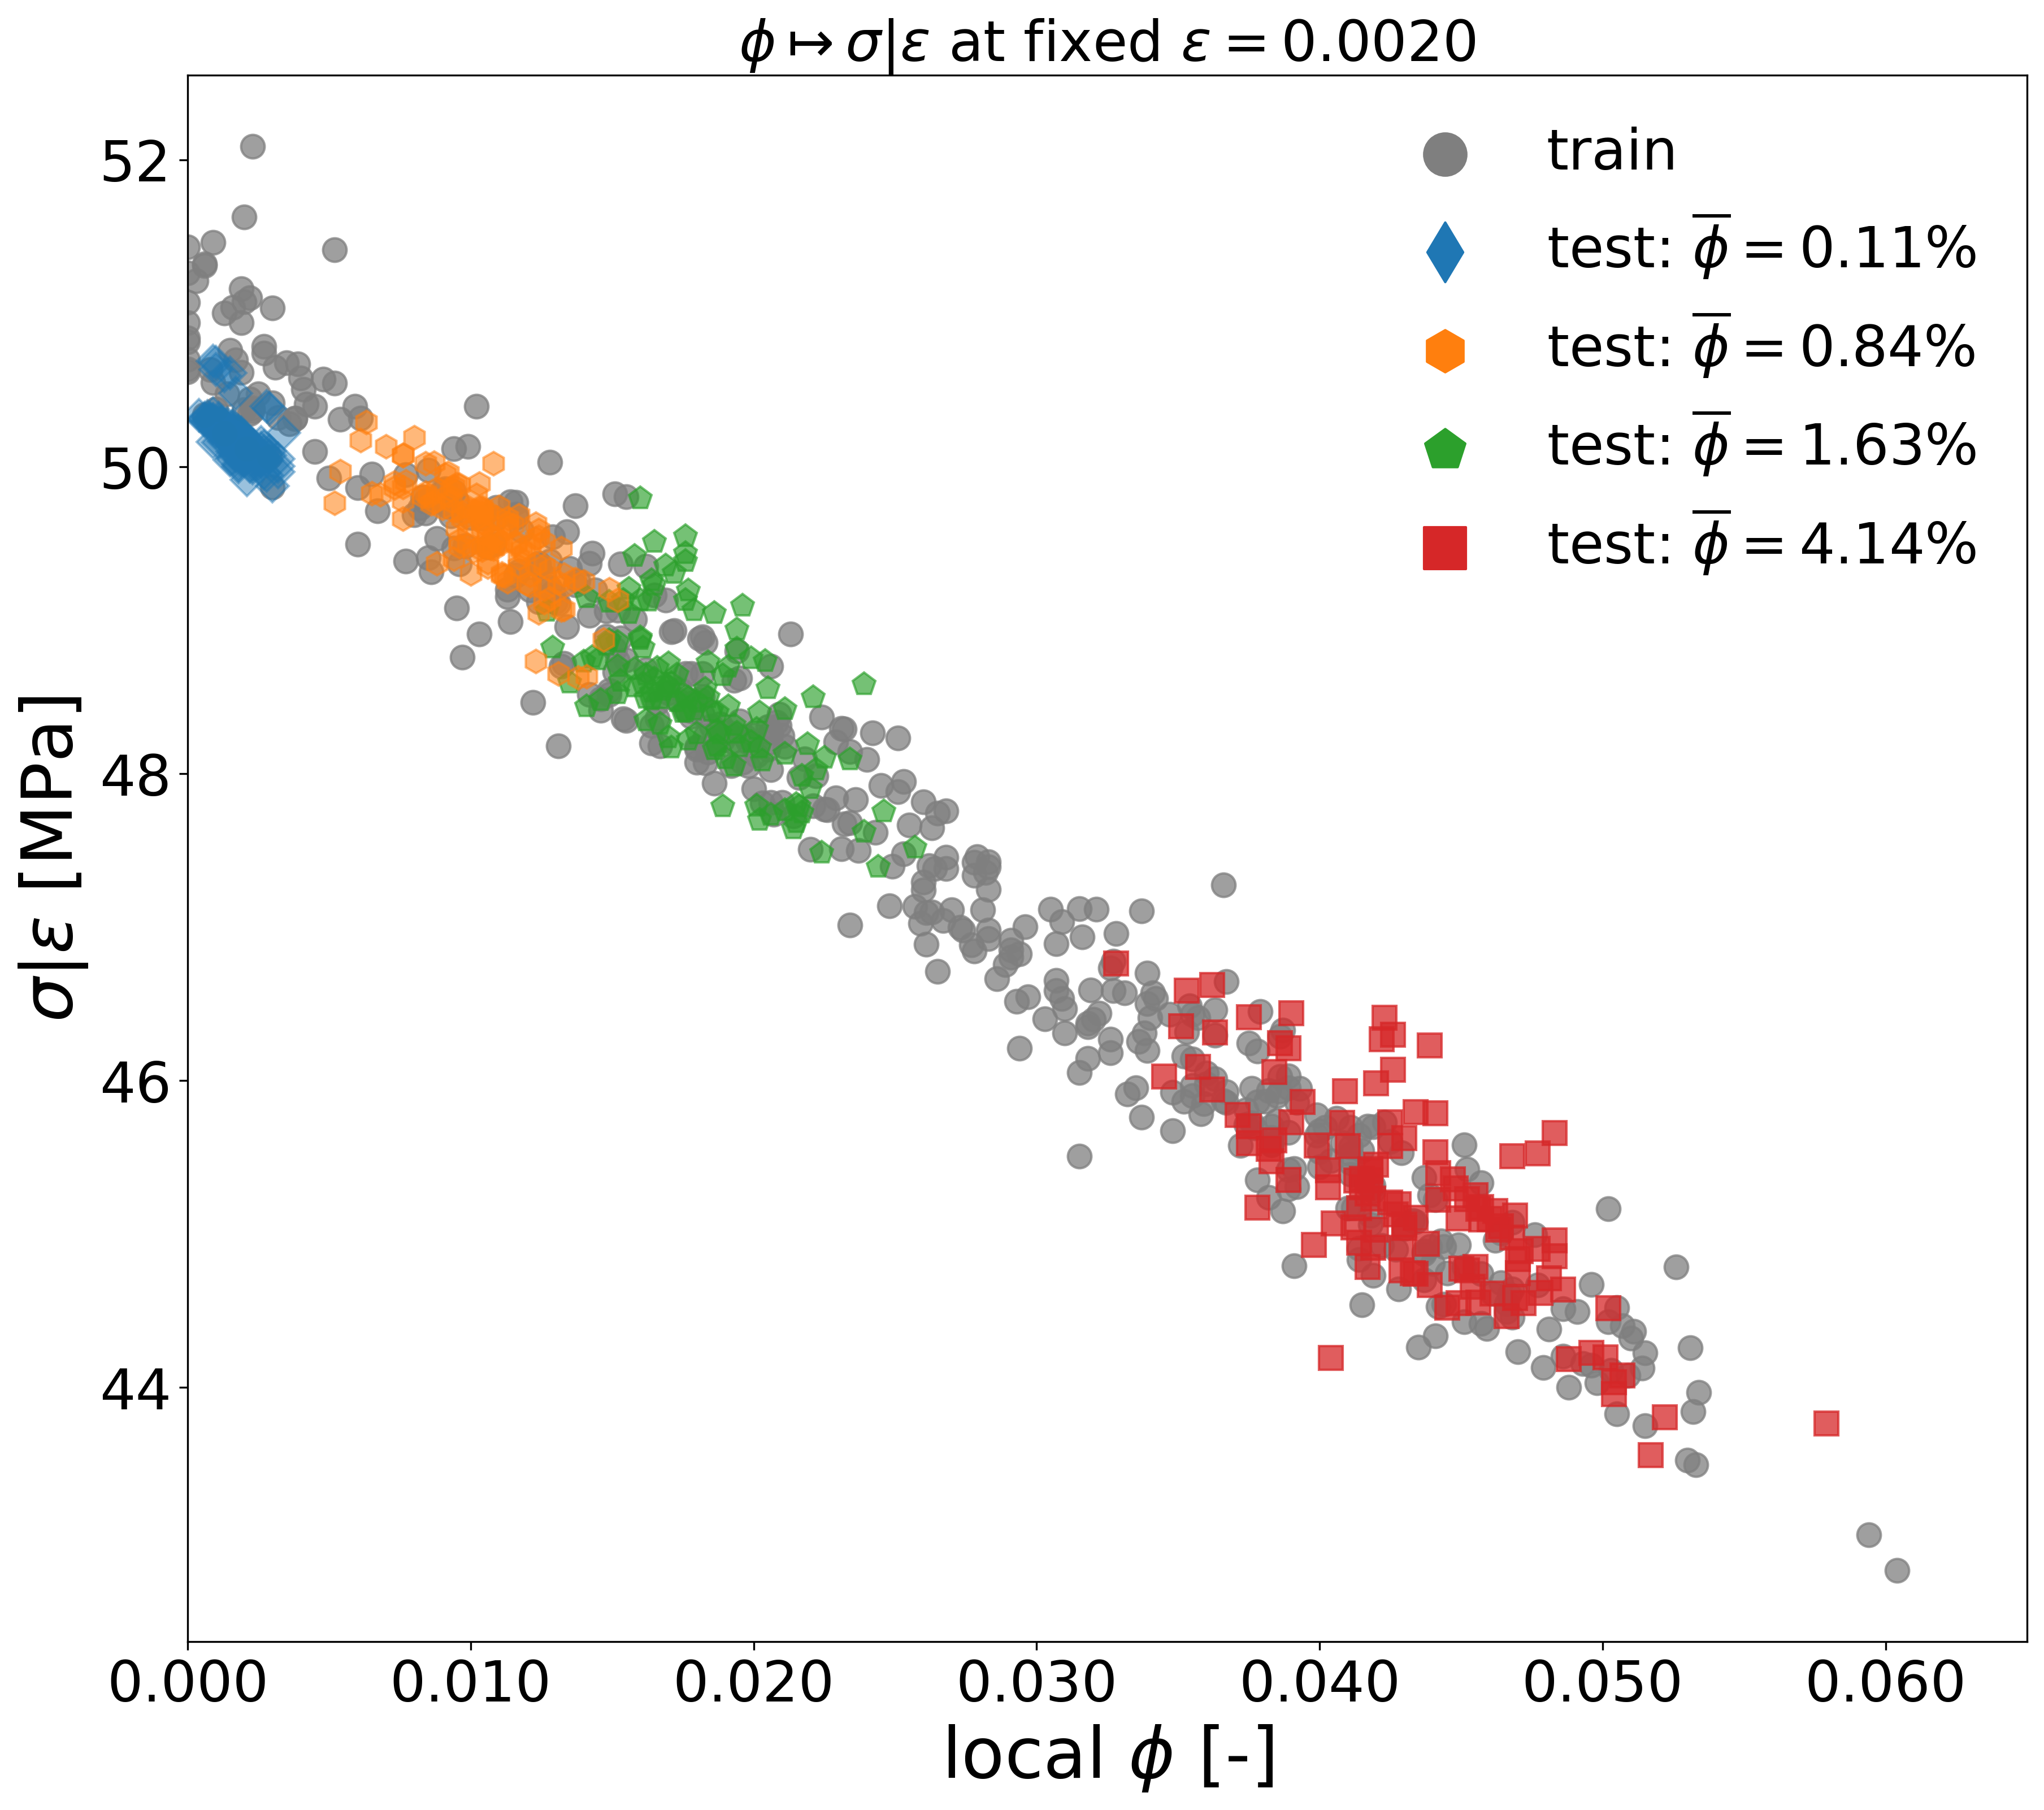 ϕ ↦ σ|ε at fixed ε = 0.0020
52
50
48
46
44
σ|ε [MPa]
train
test: ϕ̅ = 0.11%
test: ϕ̅ = 0.84%
test: ϕ̅ = 1.63%
test: ϕ̅ = 4.14%
0.000 0.010 0.020 0.030 0.040 0.050 0.060
local ϕ [-]